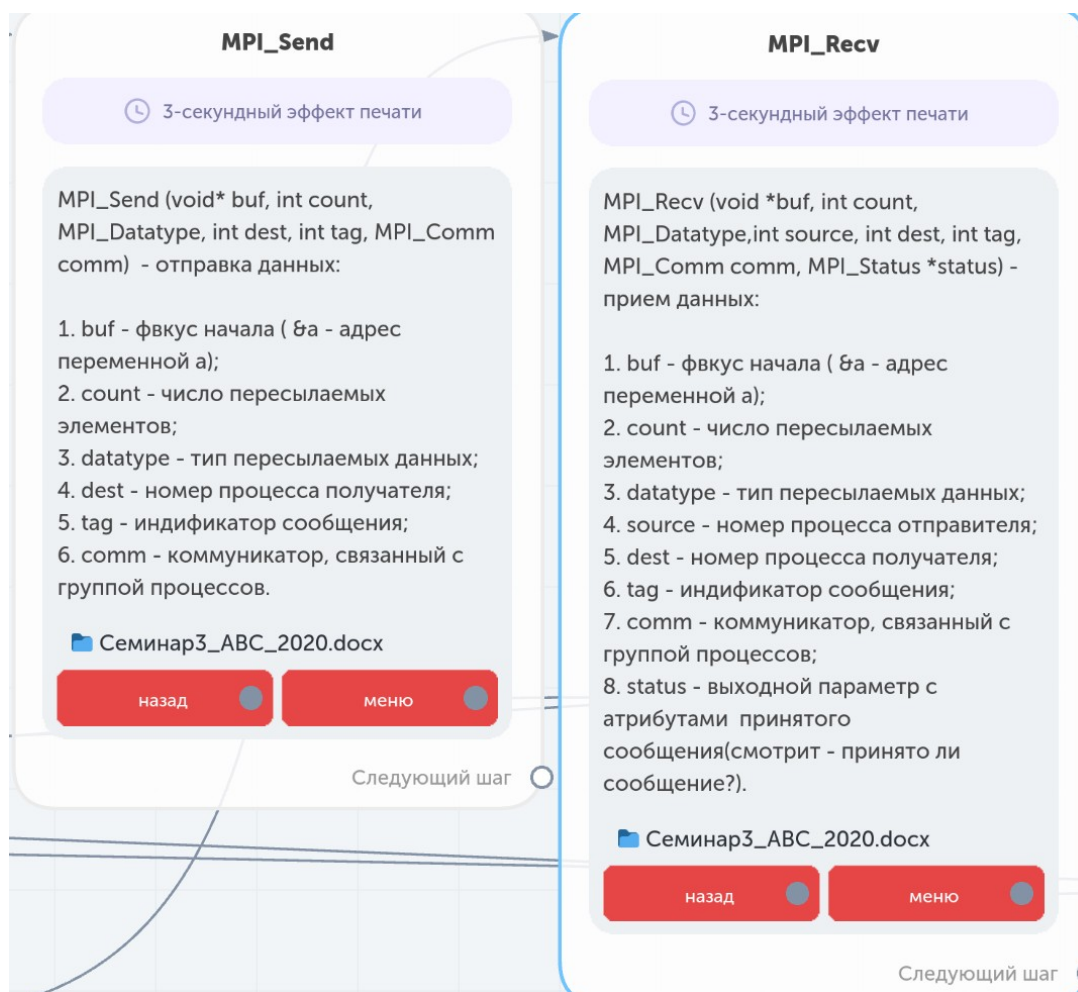 MPI_Send
3-секундный эффект печати
MPI_Send (void* buf, int count,
MPI_Datatype, int dest, int tag, MPI_Comm
comm)  - отправка данных:
1. buf - фвкус начала ( &a - адрес
переменной а);
2. count - число пересылаемых
элементов;
3. datatype - тип пересылаемых данных;
4. dest - номер процесса получателя;
5. tag - индификатор сообщения;
6. comm - коммуникатор, связанный с
группой процессов.
Семинар3_АВС_2020.docx
назад
меню
Следующий шаг
MPI_Recv
3-секундный эффект печати
MPI_Recv (void *buf, int count,
MPI_Datatype,int source, int dest, int tag,
MPI_Comm comm, MPI_Status *status) -
прием данных:
1. buf - фвкус начала ( &a - адрес
переменной а);
2. count - число пересылаемых
элементов;
3. datatype - тип пересылаемых данных;
4. source - номер процесса отправителя;
5. dest - номер процесса получателя;
6. tag - индификатор сообщения;
7. comm - коммуникатор, связанный с
группой процессов;
8. status - выходной параметр с
атрибутами  принятого
сообщения(смотрит - принято ли
сообщение?).
Семинар3_АВС_2020.docx
назад
меню
Следующий шаг